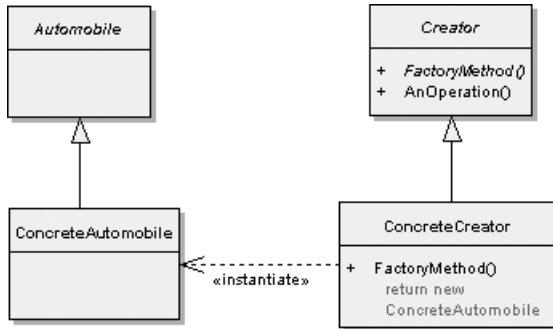 Automobile
Creator
+ FactoryMethod()
+ AnOperation()
ConcreteAutomobile
ConcreteCreator
«instantiate»
+ FactoryMethod()
return new
ConcreteAutomobile